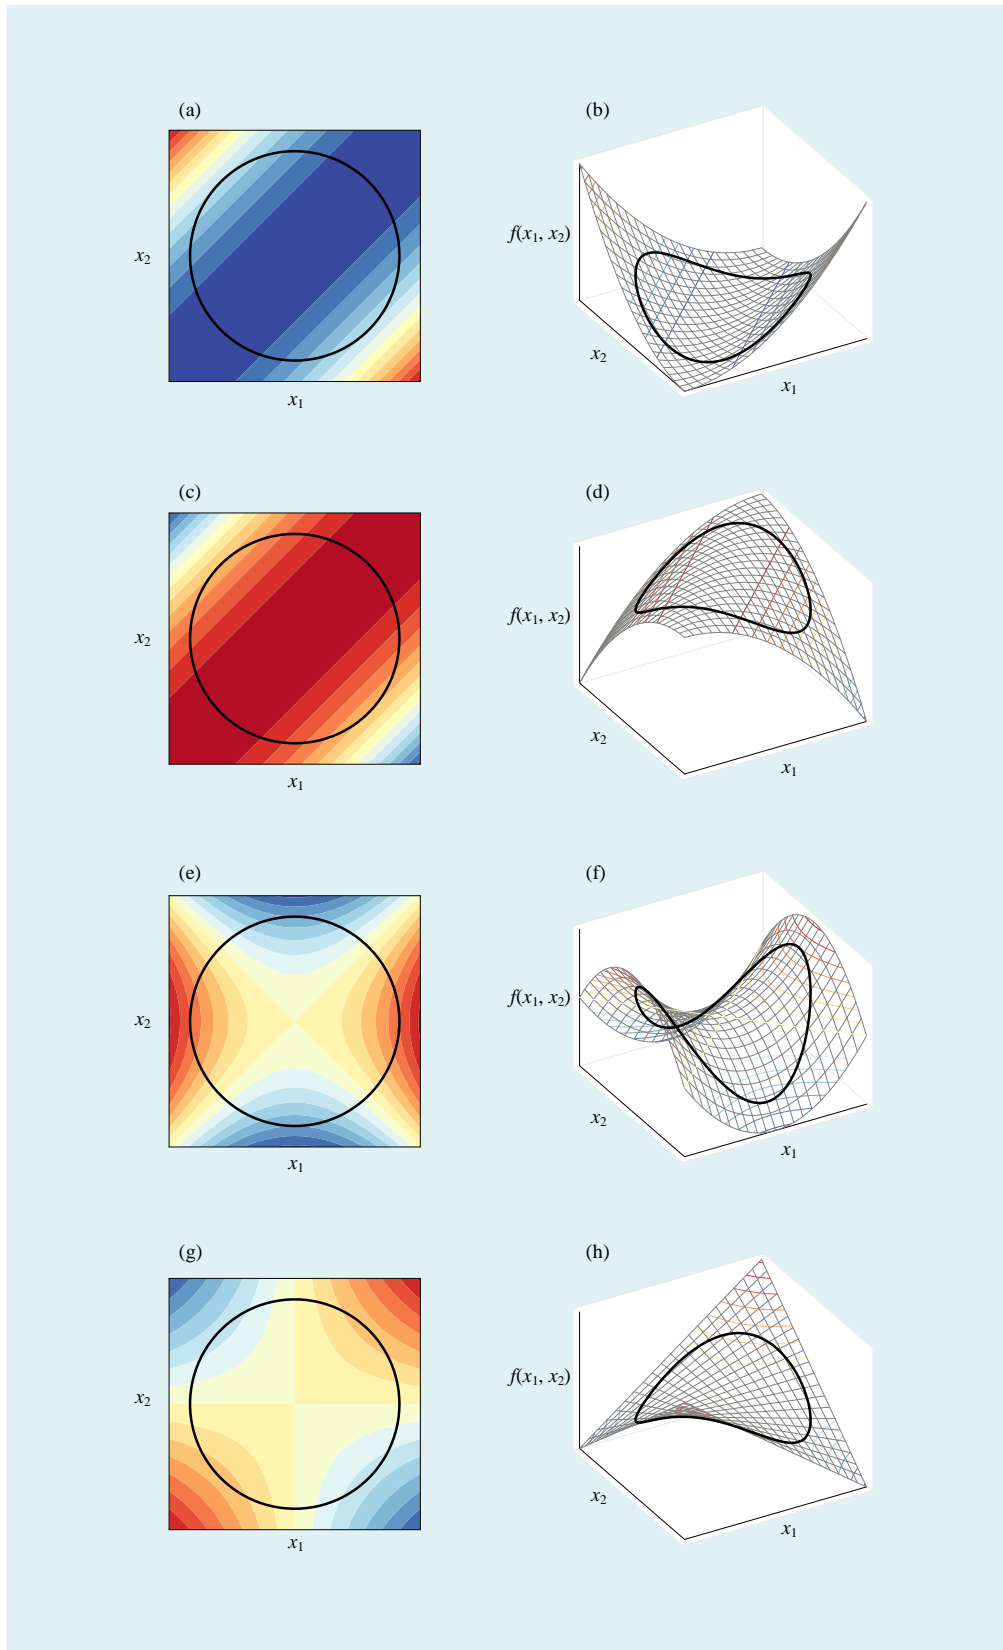 (a)
(b)
x₂
f(x₁, x₂)
x₁
x₂
x₁
(c)
(d)
x₂
f(x₁, x₂)
x₁
x₂
x₁
(e)
(f)
x₂
f(x₁, x₂)
x₁
x₂
x₁
(g)
(h)
x₂
f(x₁, x₂)
x₁
x₂
x₁